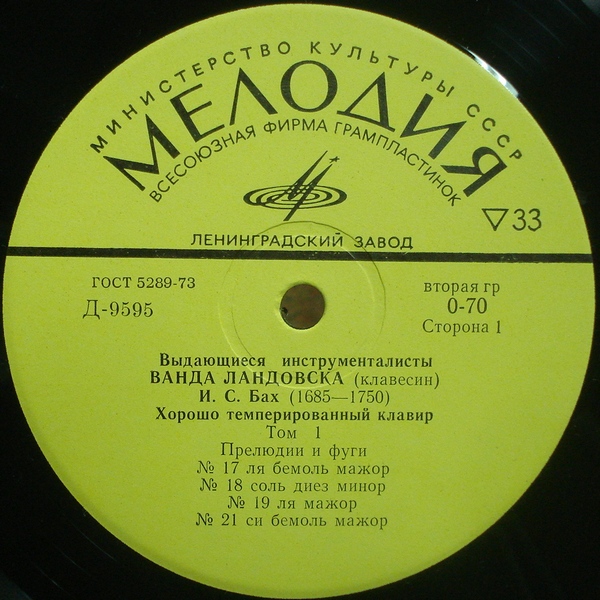 МИНИСТЕРСТВО КУЛЬТУРЫ СССР
МЕЛОДИЯ
ВСЕСОЮЗНАЯ ФИРМА ГРАМПЛАСТИНОК
33
ЛЕНИНГРАДСКИЙ ЗАВОД
ГОСТ 5289-73
Д-9595
вторая гр
0-70
Сторона 1
Выдающиеся инструменталисты
ВАНДА ЛАНДОВСКА (клавесин)
И. С. Бах (1685—1750)
Хорошо темперированный клавир
Том 1
Прелюдии и фуги
№ 17 ля бемоль мажор
№ 18 соль диез минор
№ 19 ля мажор
№ 21 си бемоль мажор